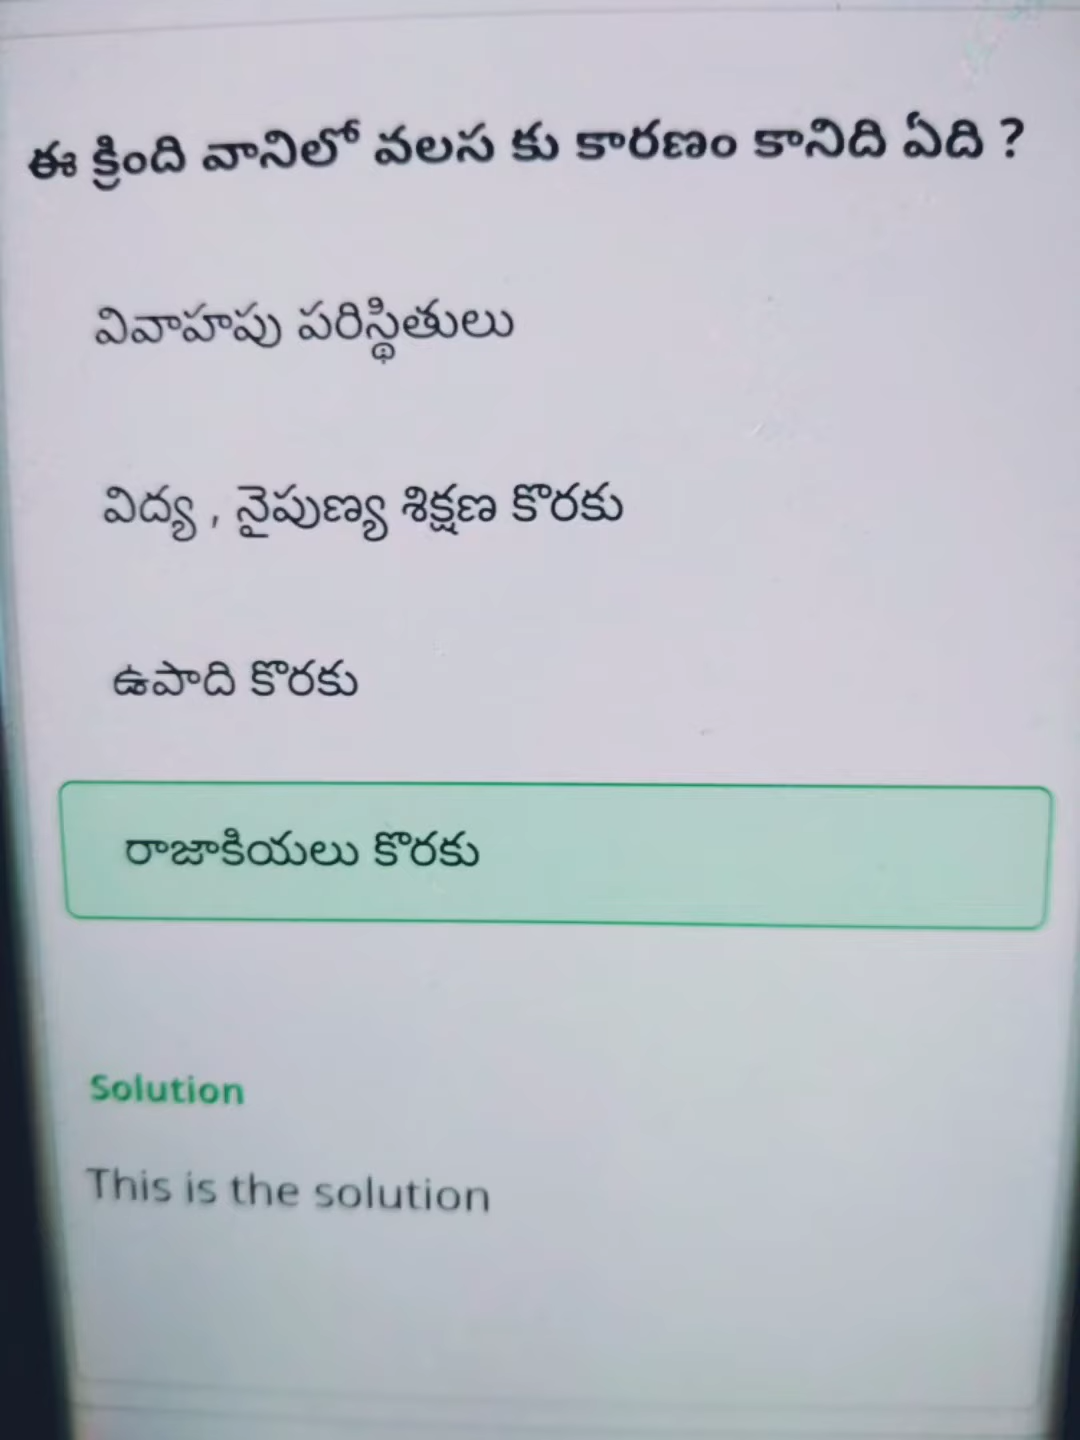 ఈ క్రింది వానిలో వలస కు కారణం కానిది ఏది ?
వివాహపు పరిస్థితులు
విద్య , నైపుణ్య శిక్షణ కొరకు
ఉపాది కొరకు
రాజాకియలు కొరకు
Solution
This is the solution